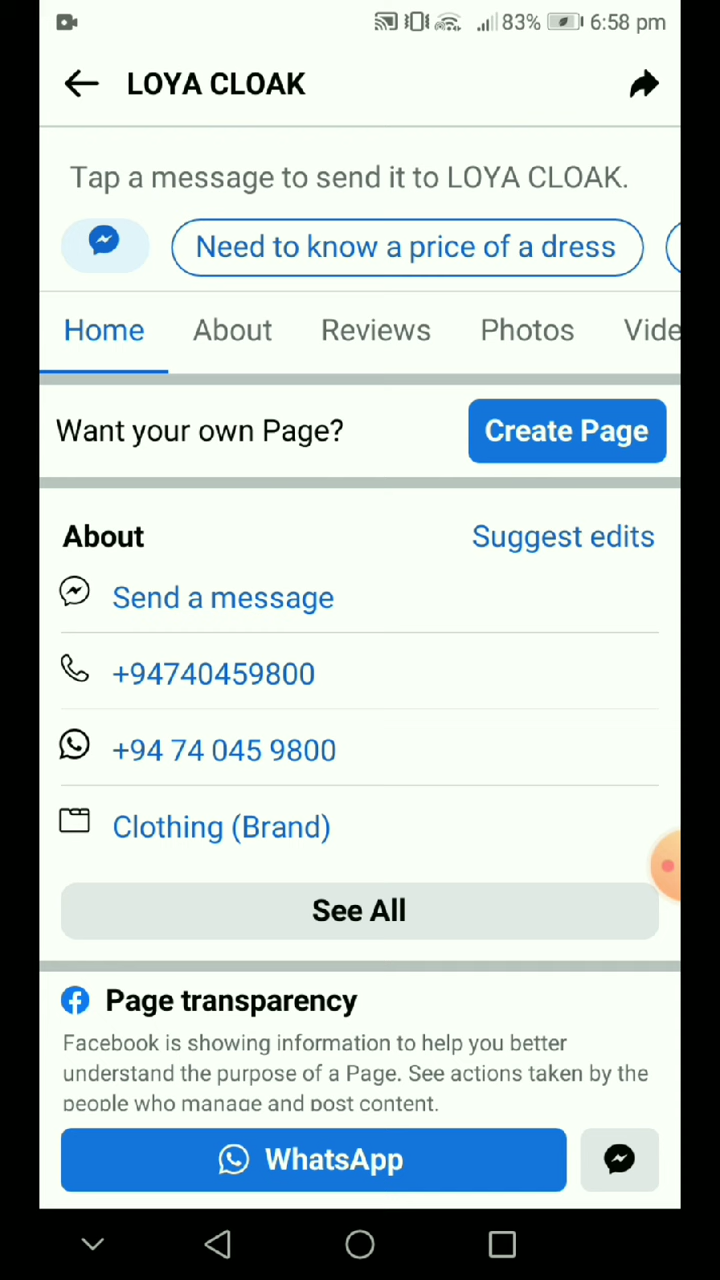 83% 6:58 pm
LOYA CLOAK
Tap a message to send it to LOYA CLOAK.
Need to know a price of a dress
Home About Reviews Photos Vide
Want your own Page? Create Page
About Suggest edits
Send a message
+94740459800
+94 74 045 9800
Clothing (Brand)
See All
Page transparency
Facebook is showing information to help you better
understand the purpose of a Page. See actions taken by the
people who manage and post content.
WhatsApp